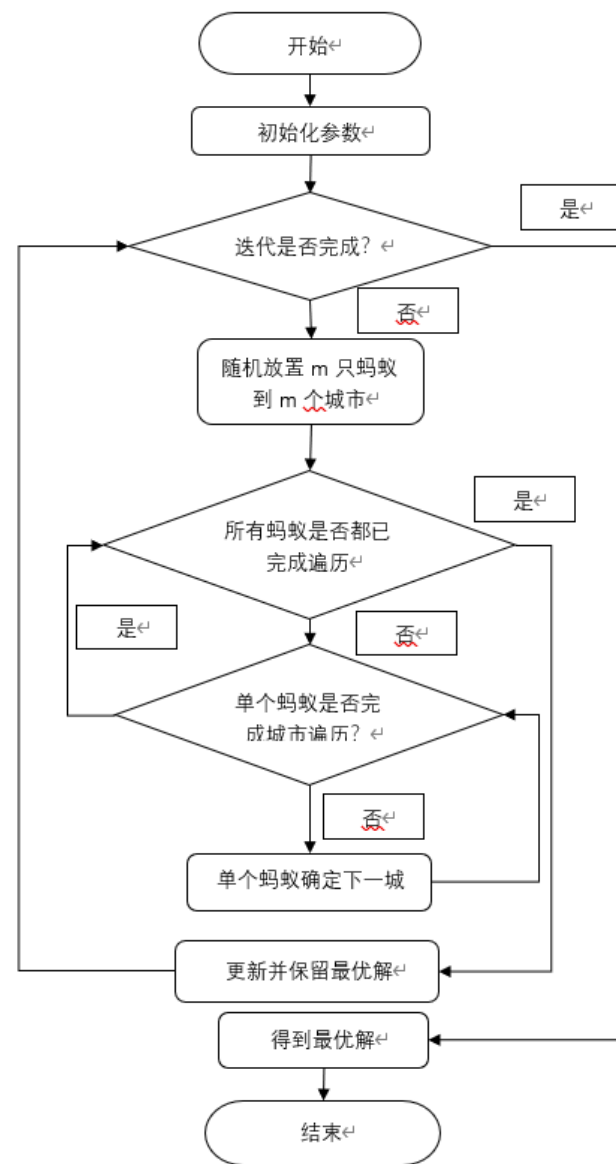 开始
初始化参数
是
迭代是否完成？
否
随机放置 m 只蚂蚁
到 m 个城市
是
所有蚂蚁是否都已
完成遍历
是
否
单个蚂蚁是否完
成城市遍历？
否
单个蚂蚁确定下一城
更新并保留最优解
得到最优解
结束